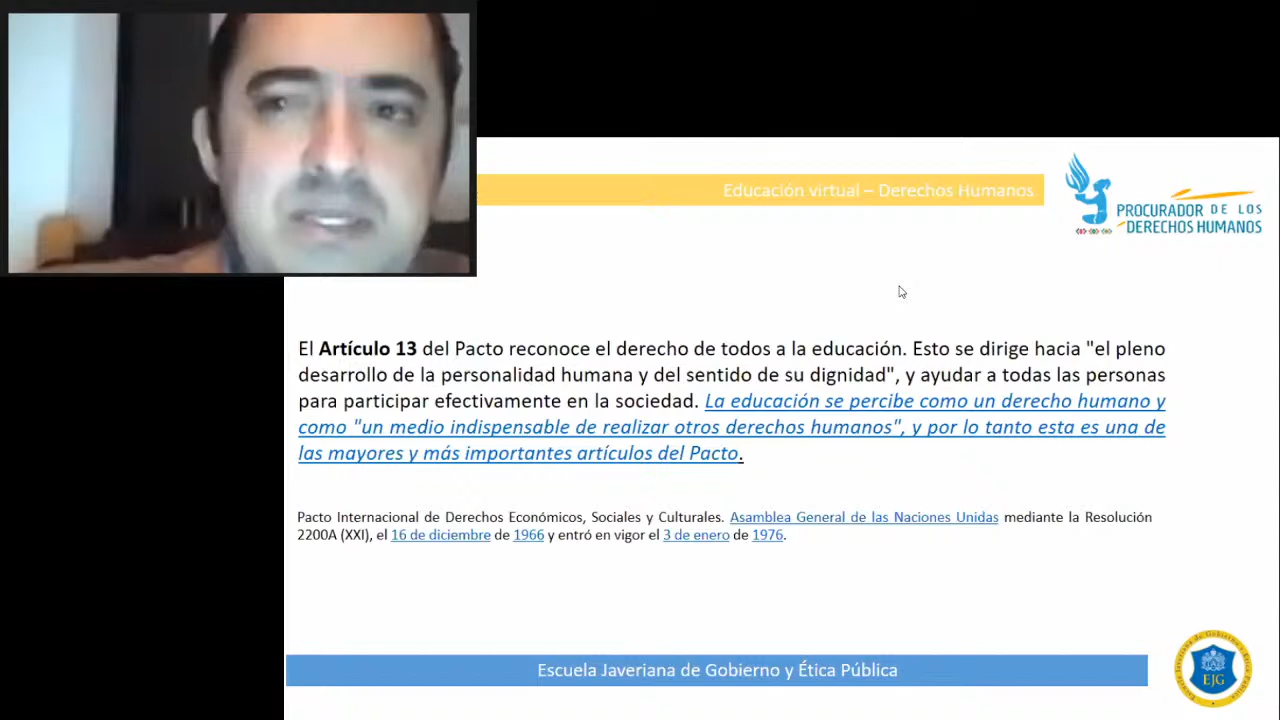 Educación virtual – Derechos Humanos
PROCURADOR DE LOS
DERECHOS HUMANOS
El Artículo 13 del Pacto reconoce el derecho de todos a la educación. Esto se dirige hacia "el pleno
desarrollo de la personalidad humana y del sentido de su dignidad", y ayudar a todas las personas
para participar efectivamente en la sociedad. La educación se percibe como un derecho humano y
como "un medio indispensable de realizar otros derechos humanos", y por lo tanto esta es una de
las mayores y más importantes artículos del Pacto.
Pacto Internacional de Derechos Económicos, Sociales y Culturales. Asamblea General de las Naciones Unidas mediante la Resolución
2200A (XXI), el 16 de diciembre de 1966 y entró en vigor el 3 de enero de 1976.
Escuela Javeriana de Gobierno y Ética Pública
EJG